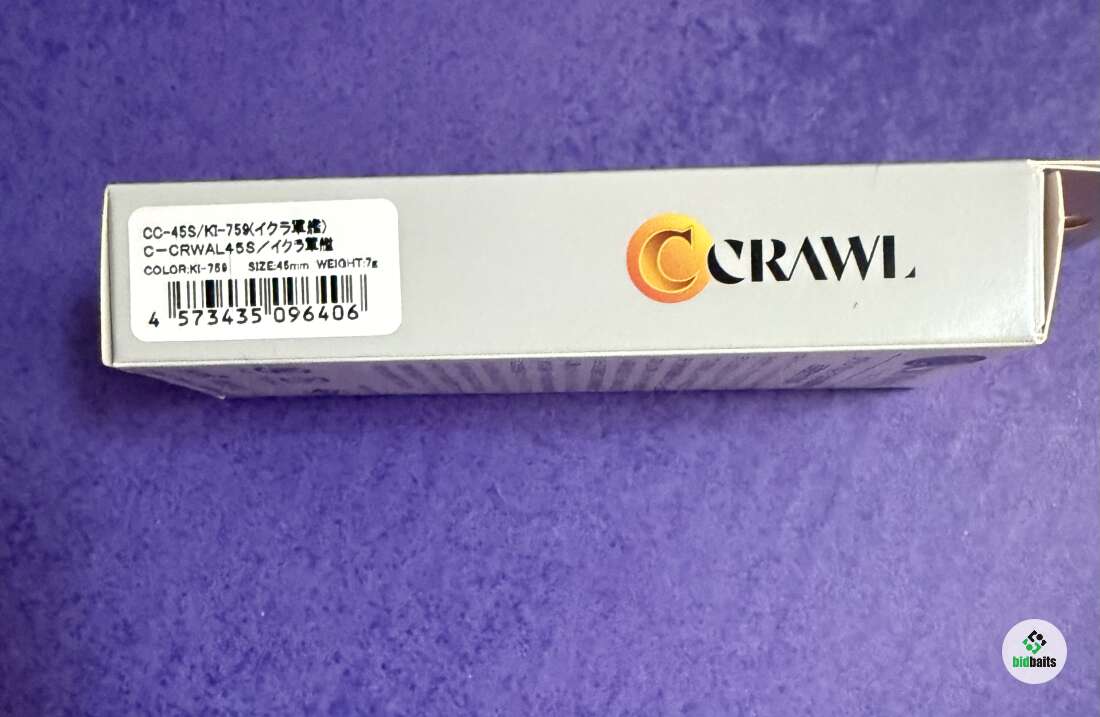 CC-45S/KI-759(イクラ軍艦)
C-CRWAL45S/イクラ軍艦
COLOR:KI-759 SIZE:45mm WEIGHT:7g
4 573435 096406
C CRAWL
bidbaits